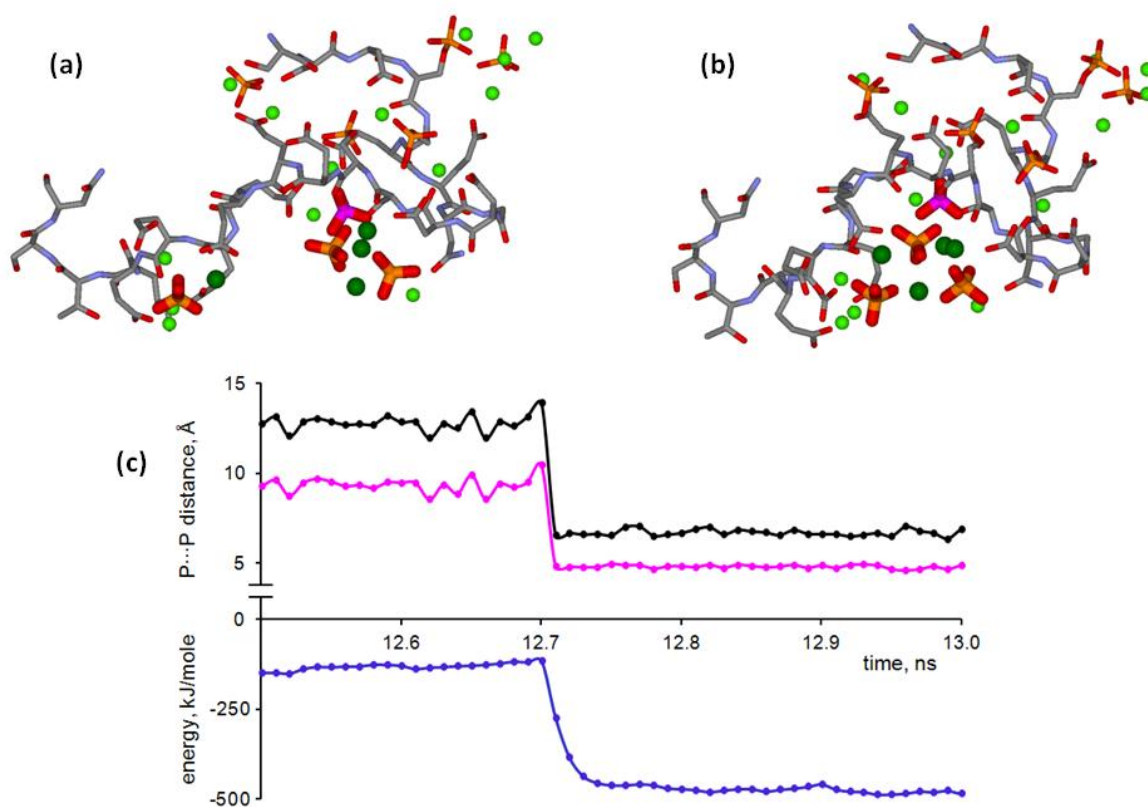 (a)
(b)
(c)
15
10
5
P···P distance, Å
0
-250
-500
energy, kJ/mole
12.6
12.7
12.8
12.9
13.0
time, ns